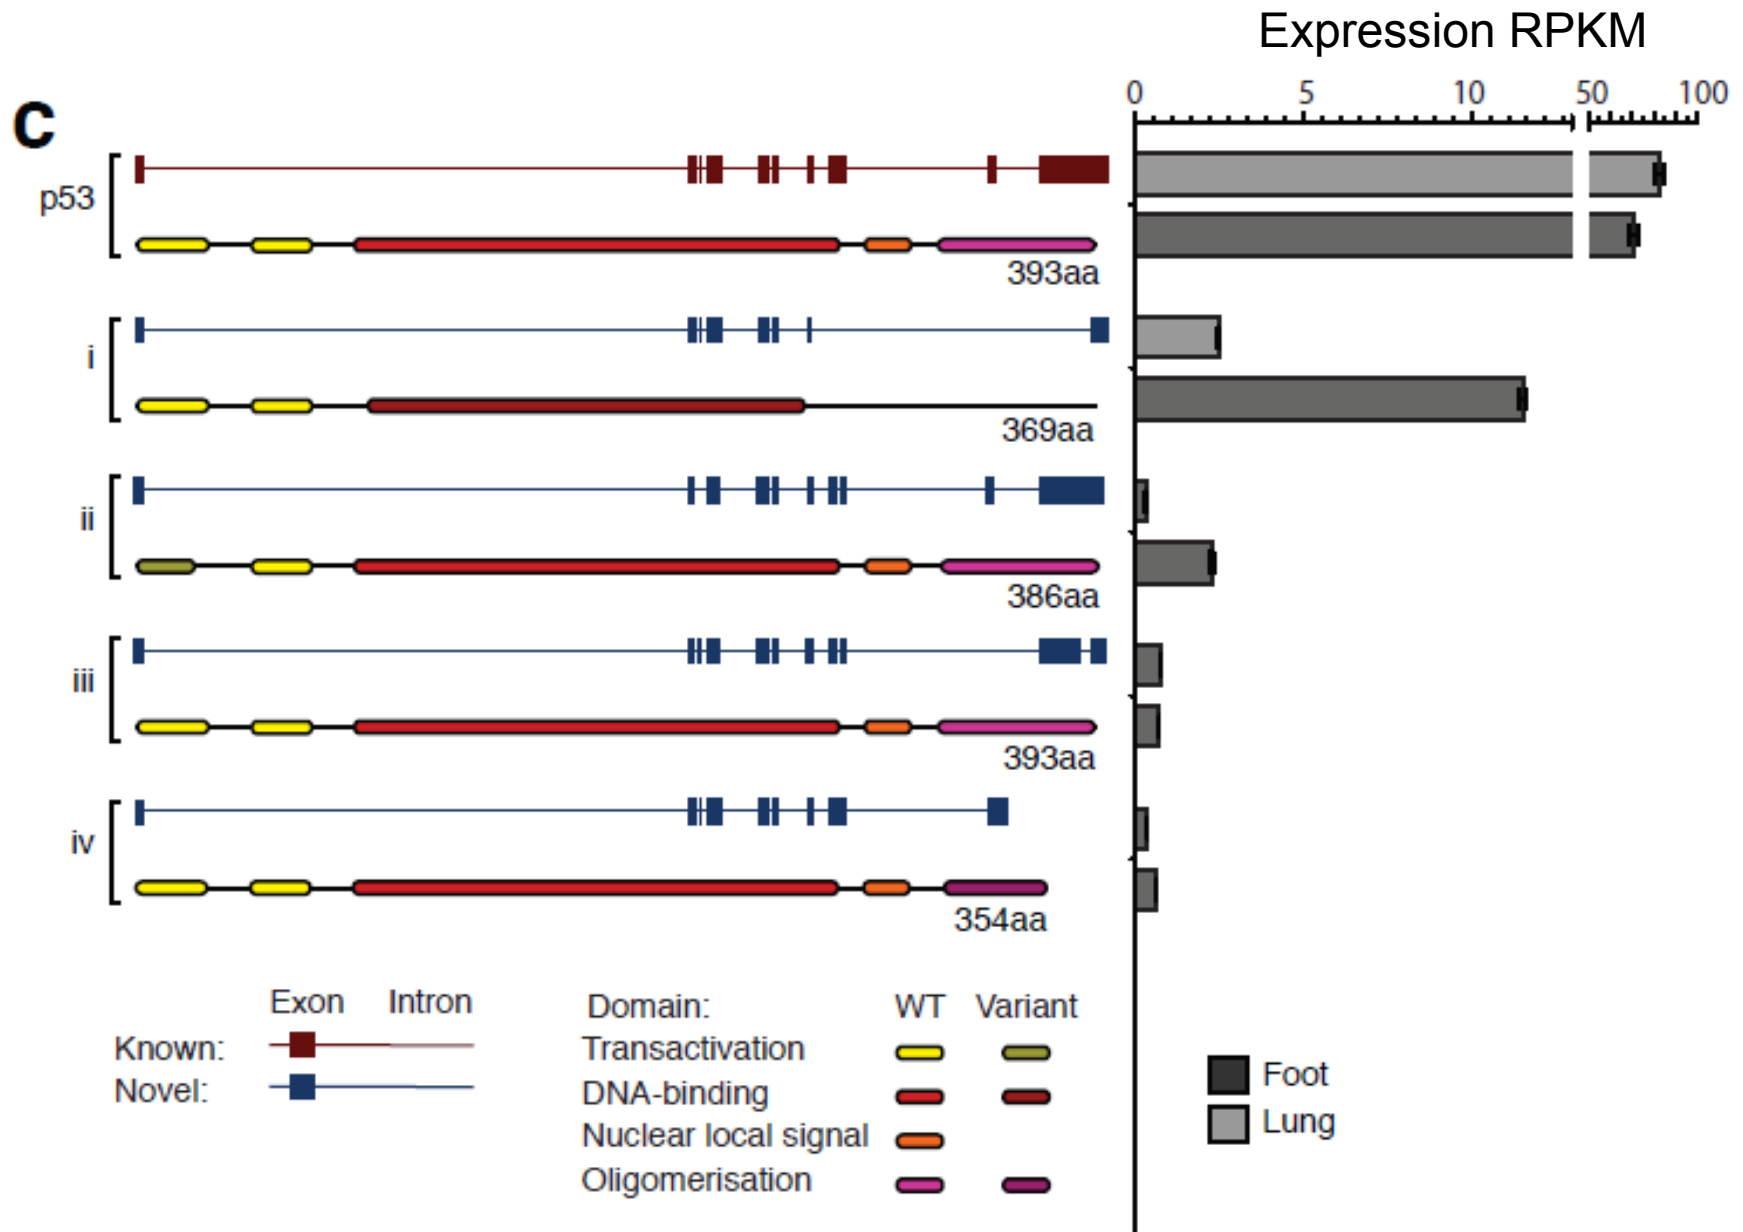 Expression RPKM
0 5 10 50 100
C
p53
393aa
i
369aa
ii
386aa
iii
393aa
iv
354aa
Exon Intron
Known:
Novel:
Domain: WT Variant
Transactivation
DNA-binding
Nuclear local signal
Oligomerisation
Foot
Lung